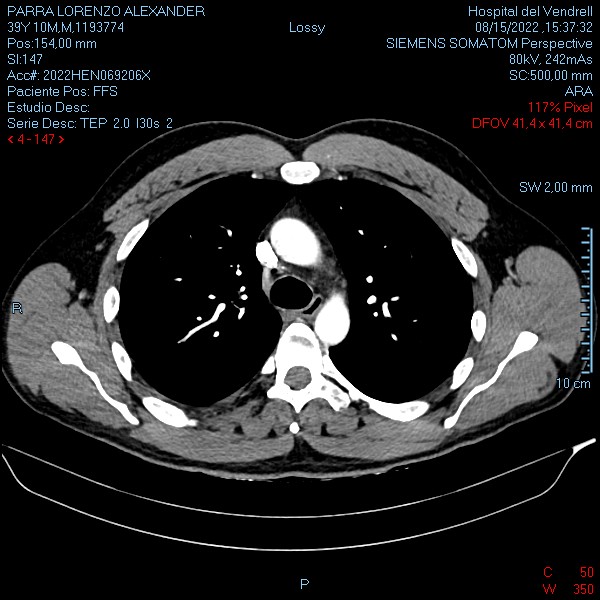 PARRA LORENZO ALEXANDER
39Y 10M,M,1193774
Pos:154,00 mm
SI:147
Acc#: 2022HEN069206X
Paciente Pos: FFS
Estudio Desc:
Serie Desc: TEP 2.0 I30s 2
< 4 - 147 >
Lossy
Hospital del Vendrell
08/15/2022 ,15:37:32
SIEMENS SOMATOM Perspective
80kV, 242mAs
SC:500,00 mm
ARA
117% Pixel
DFOV 41,4 x 41,4 cm
SW 2,00 mm
R
10 cm
P
C 50
W 350